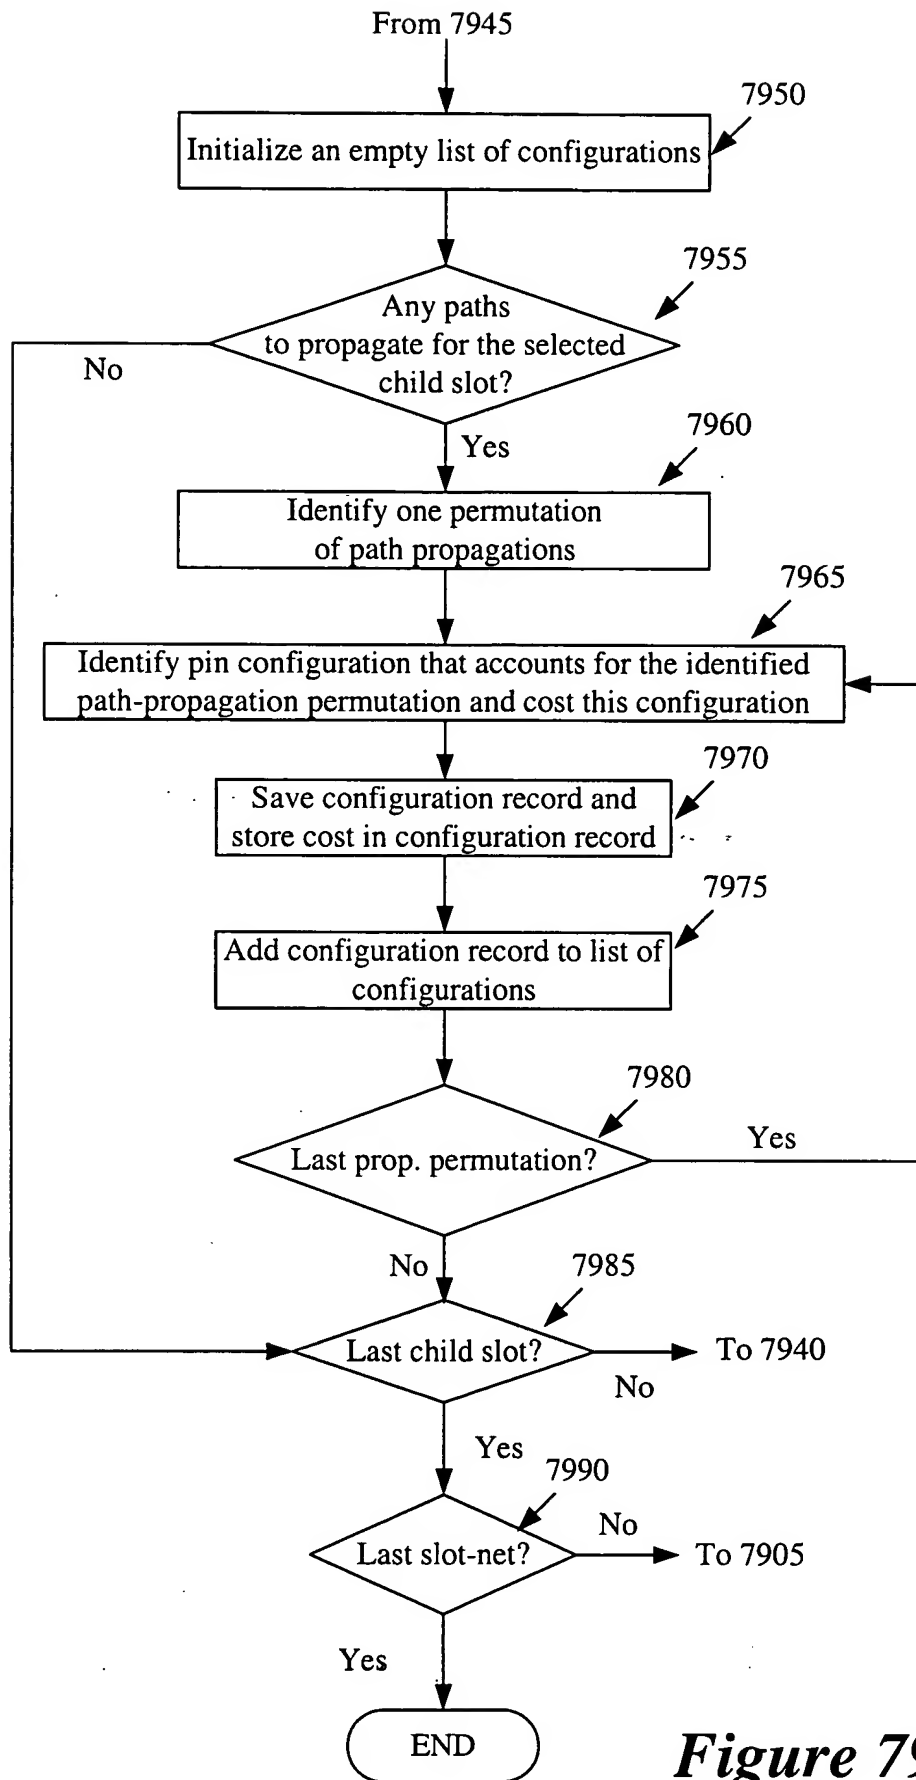 From 7945
7950
Initialize an empty list of configurations
7955
Any paths
to propagate for the selected
child slot?
No
7960
Yes
Identify one permutation
of path propagations
7965
Identify pin configuration that accounts for the identified
path-propagation permutation and cost this configuration
7970
Save configuration record and
store cost in configuration record
7975
Add configuration record to list of
configurations
7980
Last prop. permutation?
Yes
No
7985
Last child slot?
To 7940
No
Yes
7990
Last slot-net?
No
To 7905
Yes
END
Figure 79